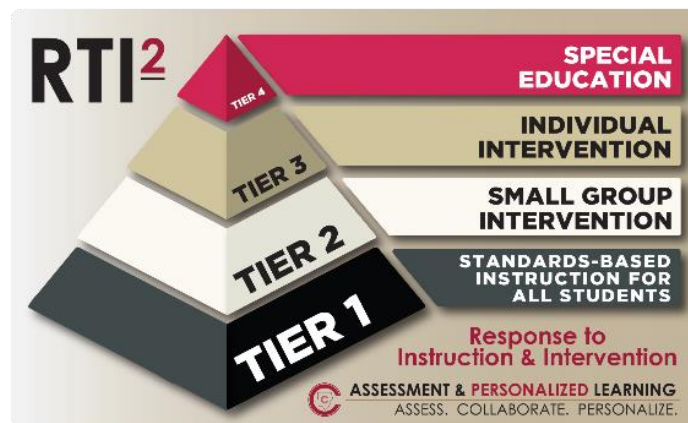 RTI²
SPECIAL
EDUCATION
TIER 4
INDIVIDUAL
INTERVENTION
TIER 3
SMALL GROUP
INTERVENTION
TIER 2
STANDARDS-BASED
INSTRUCTION FOR
ALL STUDENTS
TIER 1
Response to
Instruction & Intervention
C
ASSESSMENT & PERSONALIZED LEARNING
ASSESS. COLLABORATE. PERSONALIZE.